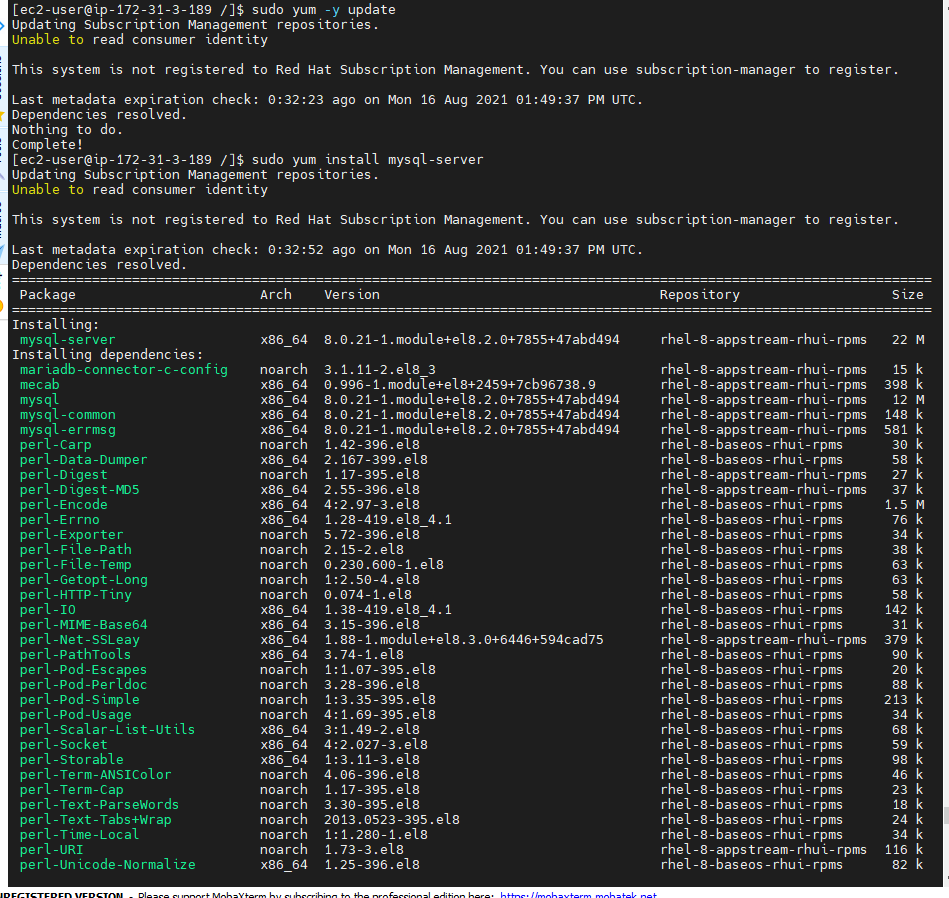 [ec2-user@ip-172-31-3-189 /]$ sudo yum -y update
Updating Subscription Management repositories.
Unable to read consumer identity
This system is not registered to Red Hat Subscription Management. You can use subscription-manager to register.
Last metadata expiration check: 0:32:23 ago on Mon 16 Aug 2021 01:49:37 PM UTC.
Dependencies resolved.
Nothing to do.
Complete!
[ec2-user@ip-172-31-3-189 /]$ sudo yum install mysql-server
Updating Subscription Management repositories.
Unable to read consumer identity
This system is not registered to Red Hat Subscription Management. You can use subscription-manager to register.
Last metadata expiration check: 0:32:52 ago on Mon 16 Aug 2021 01:49:37 PM UTC.
Dependencies resolved.
Package Arch Version Repository Size
Installing:
mysql-server x86_64 8.0.21-1.module+el8.2.0+7855+47abd494 rhel-8-appstream-rhui-rpms 22 M
Installing dependencies:
mariadb-connector-c-config noarch 3.1.11-2.el8_3 rhel-8-appstream-rhui-rpms 15 k
mecab x86_64 0.996-1.module+el8+2459+7cb96738.9 rhel-8-appstream-rhui-rpms 398 k
mysql x86_64 8.0.21-1.module+el8.2.0+7855+47abd494 rhel-8-appstream-rhui-rpms 12 M
mysql-common x86_64 8.0.21-1.module+el8.2.0+7855+47abd494 rhel-8-appstream-rhui-rpms 148 k
mysql-errmsg x86_64 8.0.21-1.module+el8.2.0+7855+47abd494 rhel-8-appstream-rhui-rpms 581 k
perl-Carp noarch 1.42-396.el8 rhel-8-baseos-rhui-rpms 30 k
perl-Data-Dumper x86_64 2.167-399.el8 rhel-8-baseos-rhui-rpms 58 k
perl-Digest noarch 1.17-395.el8 rhel-8-appstream-rhui-rpms 27 k
perl-Digest-MD5 x86_64 2.55-396.el8 rhel-8-appstream-rhui-rpms 37 k
perl-Encode x86_64 4:2.97-3.el8 rhel-8-baseos-rhui-rpms 1.5 M
perl-Errno x86_64 1.28-419.el8_4.1 rhel-8-baseos-rhui-rpms 76 k
perl-Exporter noarch 5.72-396.el8 rhel-8-baseos-rhui-rpms 34 k
perl-File-Path noarch 2.15-2.el8 rhel-8-baseos-rhui-rpms 38 k
perl-File-Temp noarch 0.230.600-1.el8 rhel-8-baseos-rhui-rpms 63 k
perl-Getopt-Long noarch 1:2.50-4.el8 rhel-8-baseos-rhui-rpms 63 k
perl-HTTP-Tiny noarch 0.074-1.el8 rhel-8-baseos-rhui-rpms 58 k
perl-IO x86_64 1.38-419.el8_4.1 rhel-8-baseos-rhui-rpms 142 k
perl-MIME-Base64 x86_64 3.15-396.el8 rhel-8-baseos-rhui-rpms 31 k
perl-Net-SSLeay x86_64 1.88-1.module+el8.3.0+6446+594cad75 rhel-8-appstream-rhui-rpms 379 k
perl-PathTools x86_64 3.74-1.el8 rhel-8-baseos-rhui-rpms 90 k
perl-Pod-Escapes noarch 1:1.07-395.el8 rhel-8-baseos-rhui-rpms 20 k
perl-Pod-Perldoc noarch 3.28-396.el8 rhel-8-baseos-rhui-rpms 88 k
perl-Pod-Simple noarch 1:3.35-395.el8 rhel-8-baseos-rhui-rpms 213 k
perl-Pod-Usage noarch 4:1.69-395.el8 rhel-8-baseos-rhui-rpms 34 k
perl-Scalar-List-Utils x86_64 3:1.49-2.el8 rhel-8-baseos-rhui-rpms 68 k
perl-Socket x86_64 4:2.027-3.el8 rhel-8-baseos-rhui-rpms 59 k
perl-Storable x86_64 1:3.11-3.el8 rhel-8-baseos-rhui-rpms 98 k
perl-Term-ANSIColor noarch 4.06-396.el8 rhel-8-baseos-rhui-rpms 46 k
perl-Term-Cap noarch 1.17-395.el8 rhel-8-baseos-rhui-rpms 23 k
perl-Text-ParseWords noarch 3.30-395.el8 rhel-8-baseos-rhui-rpms 18 k
perl-Text-Tabs+Wrap noarch 2013.0523-395.el8 rhel-8-baseos-rhui-rpms 24 k
perl-Time-Local noarch 1:1.280-1.el8 rhel-8-baseos-rhui-rpms 34 k
perl-URI noarch 1.73-3.el8 rhel-8-appstream-rhui-rpms 116 k
perl-Unicode-Normalize x86_64 1.25-396.el8 rhel-8-baseos-rhui-rpms 82 k
NREGISTERED VERSION - Please support MobaXterm by subscribing to the professional edition here: https://mobaxterm.mobatek.net